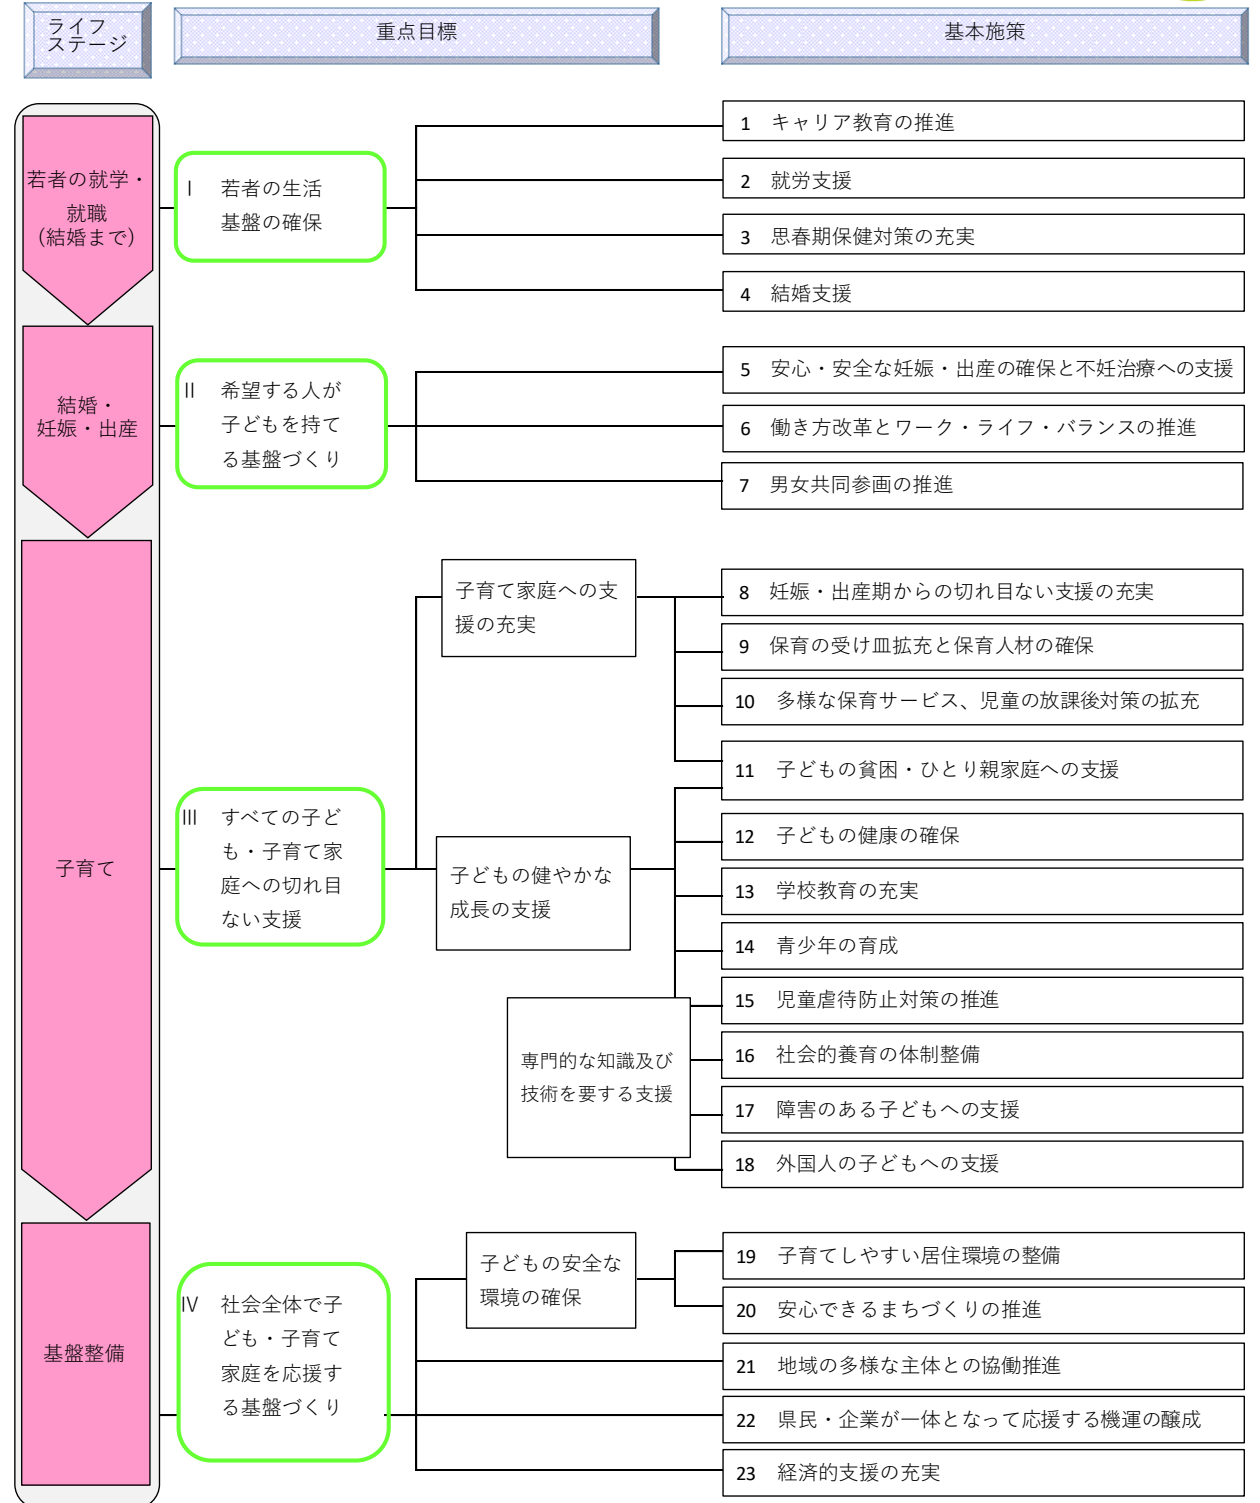 ライフ
ステージ
重点目標
基本施策
若者の就学・
就職
(結婚まで)
Ⅰ 若者の生活
基盤の確保
1 キャリア教育の推進
2 就労支援
3 思春期保健対策の充実
4 結婚支援
結婚・
妊娠・出産
Ⅱ 希望する人が
子どもを持て
る基盤づくり
5 安心・安全な妊娠・出産の確保と不妊治療への支援
6 働き方改革とワーク・ライフ・バランスの推進
7 男女共同参画の推進
子育て
Ⅲ すべての子ど
も・子育て家
庭への切れ目
ない支援
子育て家庭への支
援の充実
8 妊娠・出産期からの切れ目ない支援の充実
9 保育の受け皿拡充と保育人材の確保
10 多様な保育サービス、児童の放課後対策の拡充
11 子どもの貧困・ひとり親家庭への支援
子どもの健やかな
成長の支援
12 子どもの健康の確保
13 学校教育の充実
14 青少年の育成
専門的な知識及び
技術を要する支援
15 児童虐待防止対策の推進
16 社会的養育の体制整備
17 障害のある子どもへの支援
18 外国人の子どもへの支援
基盤整備
Ⅳ 社会全体で子
ども・子育て
家庭を応援す
る基盤づくり
子どもの安全な
環境の確保
19 子育てしやすい居住環境の整備
20 安心できるまちづくりの推進
21 地域の多様な主体との協働推進
22 県民・企業が一体となって応援する機運の醸成
23 経済的支援の充実